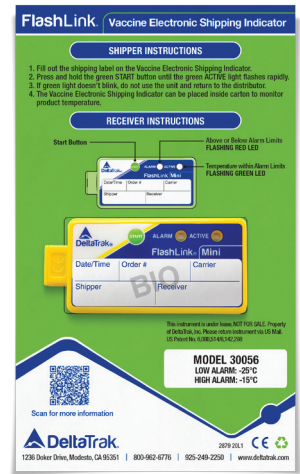 FlashLink® Vaccine Electronic Shipping Indicator
SHIPPER INSTRUCTIONS
1. Fill out the shipping label on the Vaccine Electronic Shipping Indicator.
2. Press and hold the green START button until the green ACTIVE light flashes rapidly.
3. If green light doesn't blink, do not use the unit and return to the distributor.
4. The Vaccine Electronic Shipping Indicator can be placed inside carton to monitor
product temperature.
RECEIVER INSTRUCTIONS
Start Button
Above or Below Alarm Limits
FLASHING RED LED
Temperature within Alarm Limits
FLASHING GREEN LED
START ALARM ACTIVE
FlashLink® Mini
Date/Time Order # Carrier
Shipper Receiver
DeltaTrak®
START ALARM ACTIVE
FlashLink® Mini
Date/Time Order # Carrier
BIO
Shipper Receiver
This instrument is under lease, NOT FOR SALE. Property
of DeltaTrak, Inc. Please return instrument via US Mail.
MODEL 30056
LOW ALARM: -25°C
HIGH ALARM: -15°C
Scan for more information
DeltaTrak®
2879 20L1 CE
1236 Doker Drive, Modesto, CA 95351 | 800-962-6776 | 925-249-2250 | www.deltatrak.com